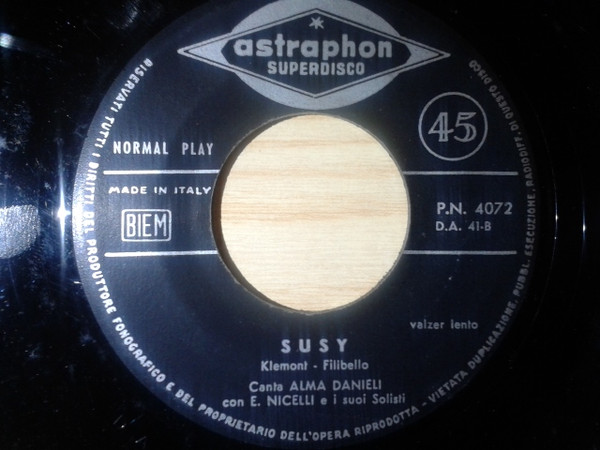 astraphon
SUPERDISCO
45
NORMAL PLAY
MADE IN ITALY
BIEM
P.N. 4072
D.A. 41-B
valzer lento
SUSY
Klemont - Filibello
Canta ALMA DANIELI
con E. NICELLI e i suoi Solisti
RISERVATI TUTTI I DIRITTI DEL PRODUTTORE FONOGRAFICO E DEL PROPRIETARIO DELL'OPERA RIPRODOTTA - VIETATA DUPLICAZIONE, PUBBL. ESECUZIONE, RADIODIFF. DI QUESTO DISCO